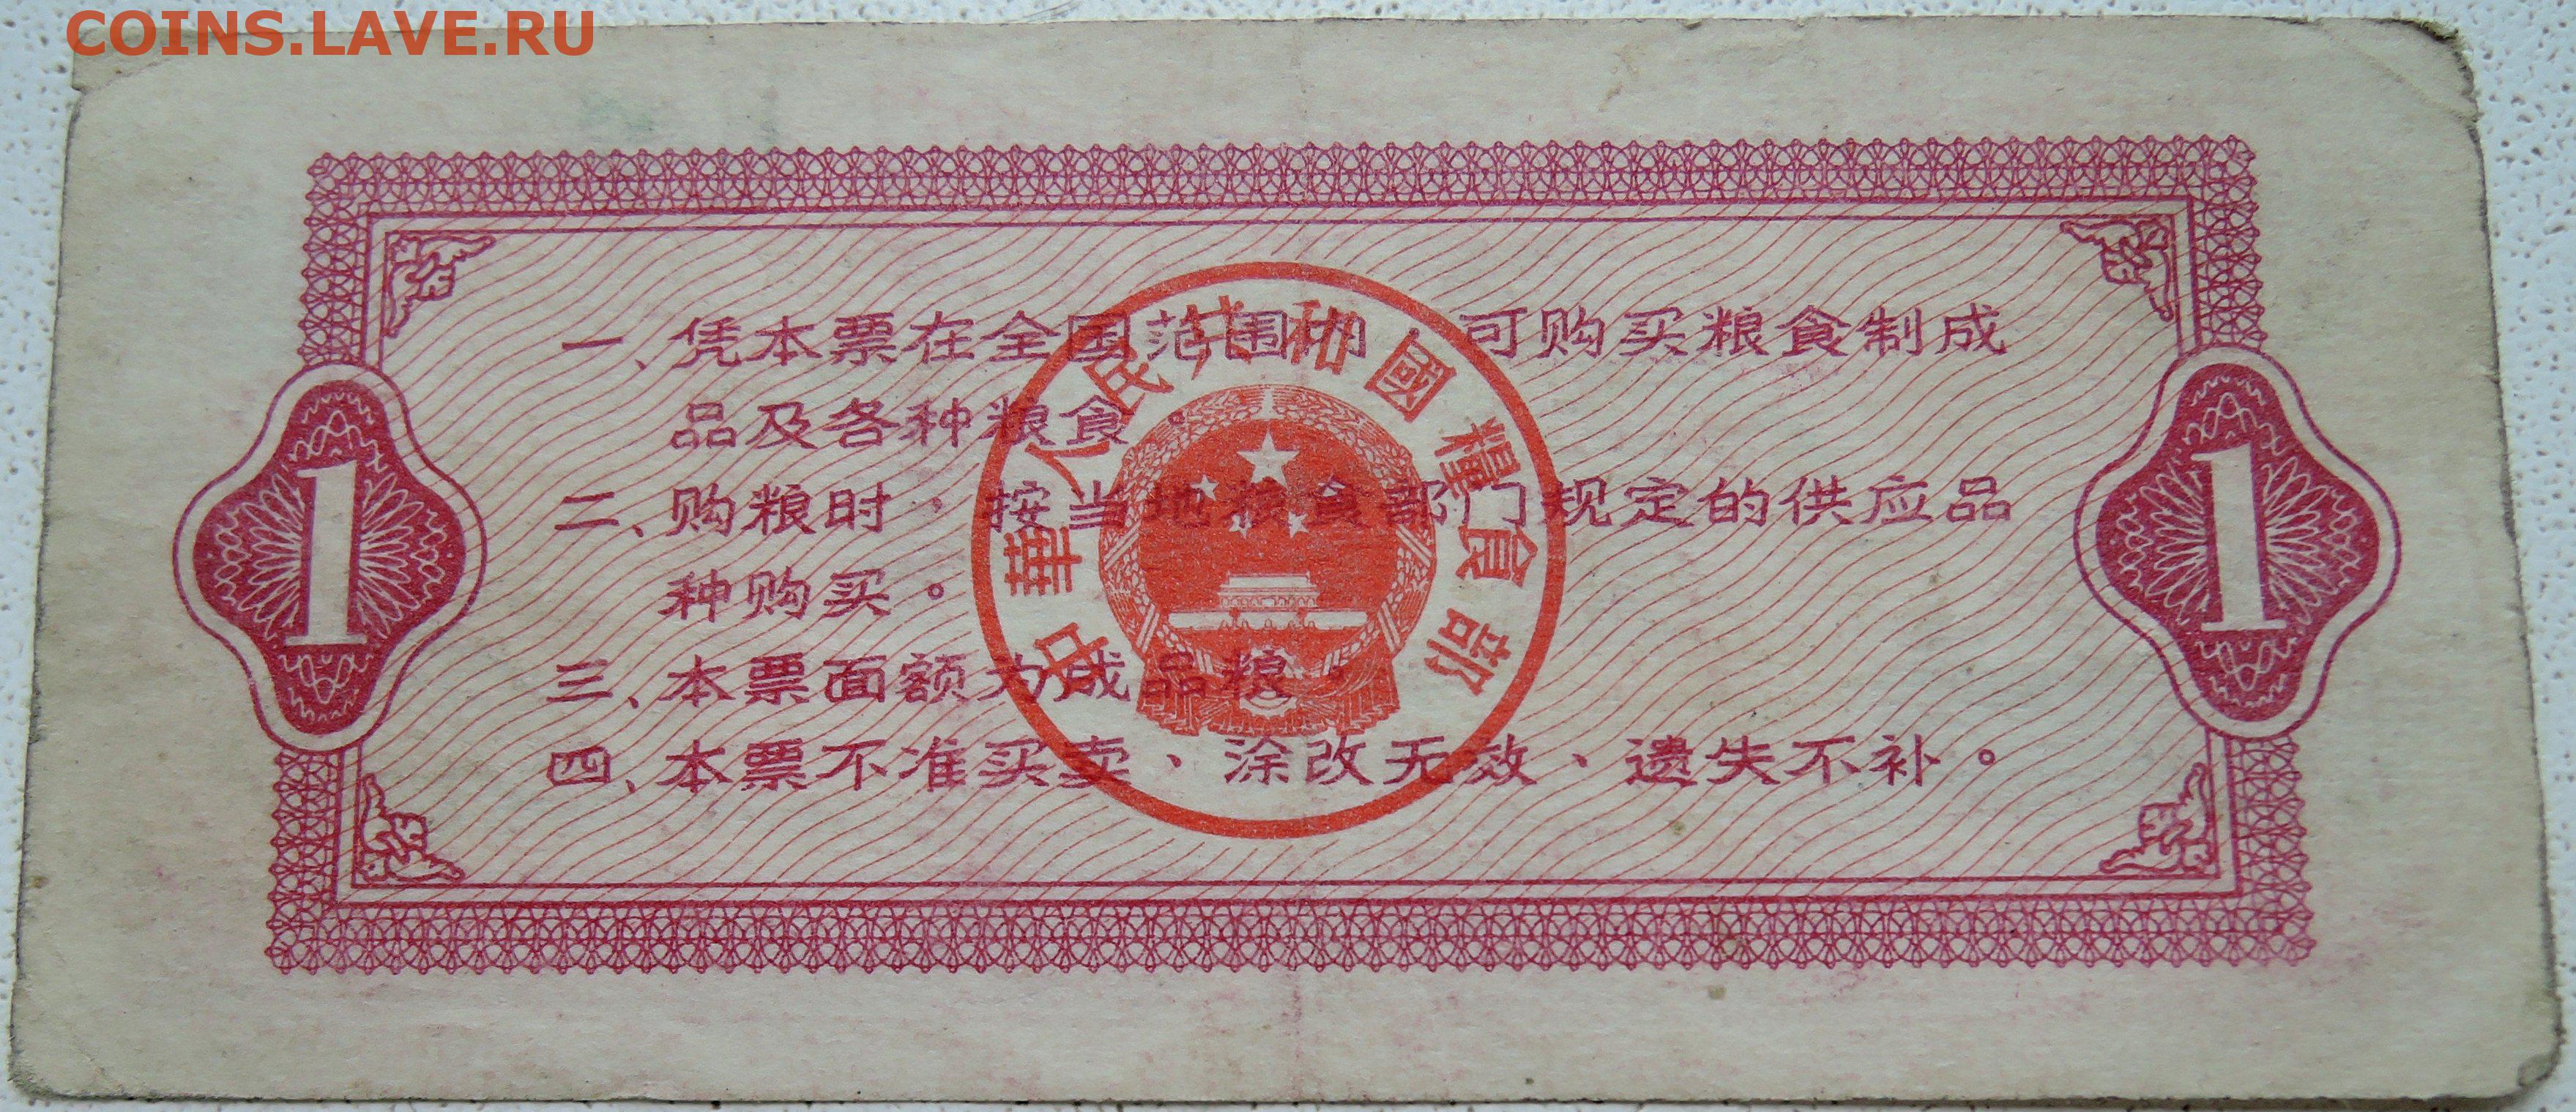 COINS.LAVE.RU
一、凭本票在全国范围内，可购买粮食制成
品及各种粮食。
二、购粮时，按当地粮食部门规定的供应品
种购买。
三、本票面额为成品粮。
四、本票不准买卖、涂改无效、遗失不补。
中華人民共和國糧食部
1
1